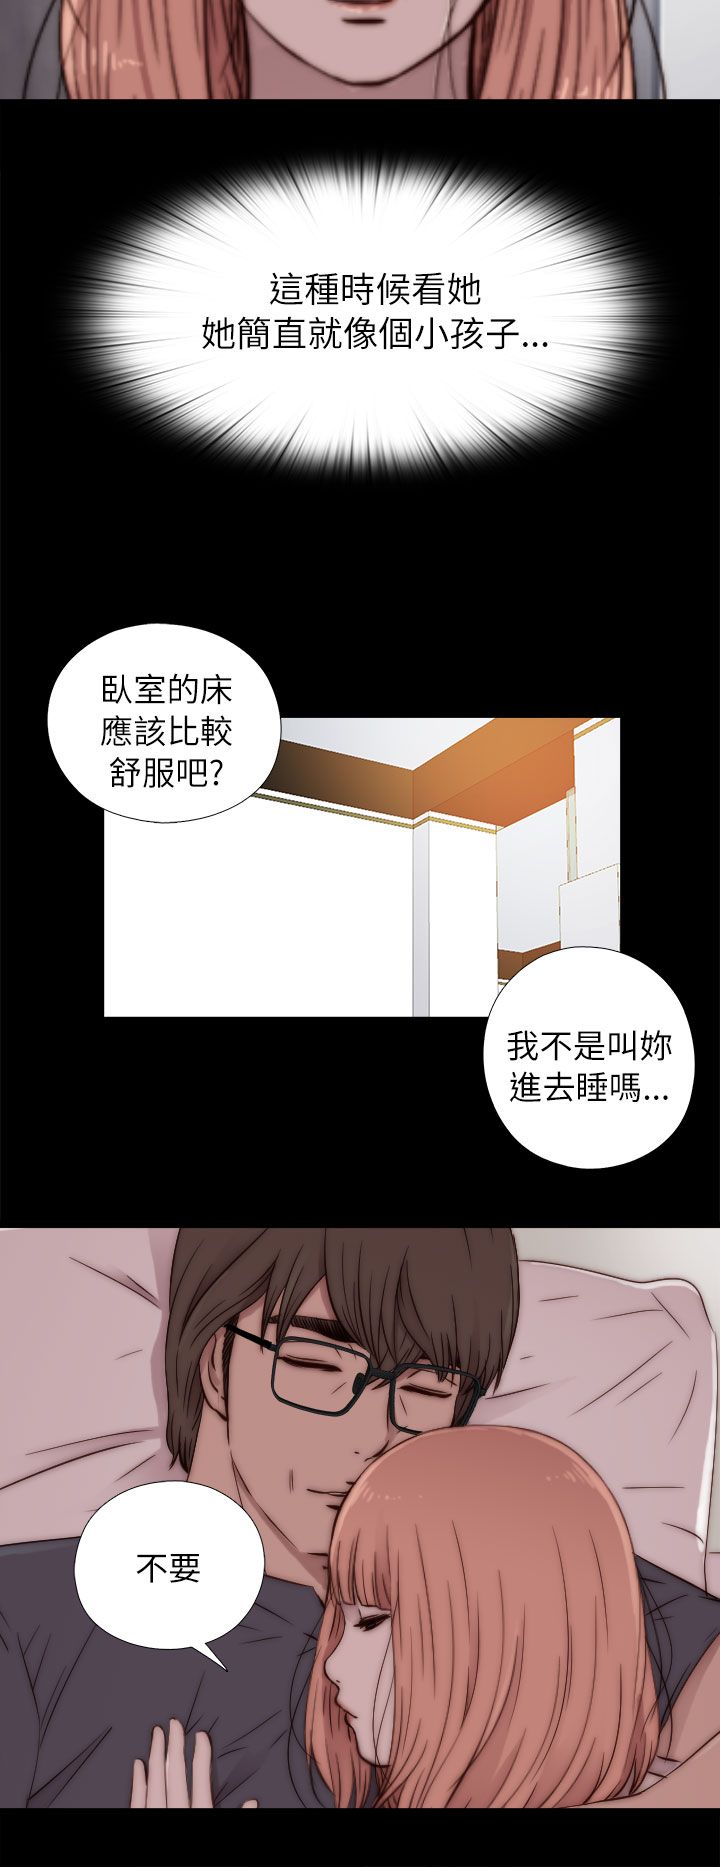 這種時候看她
她簡直就像個小孩子...
臥室的床
應該比較
舒服吧?
我不是叫妳
進去睡嗎...
不要